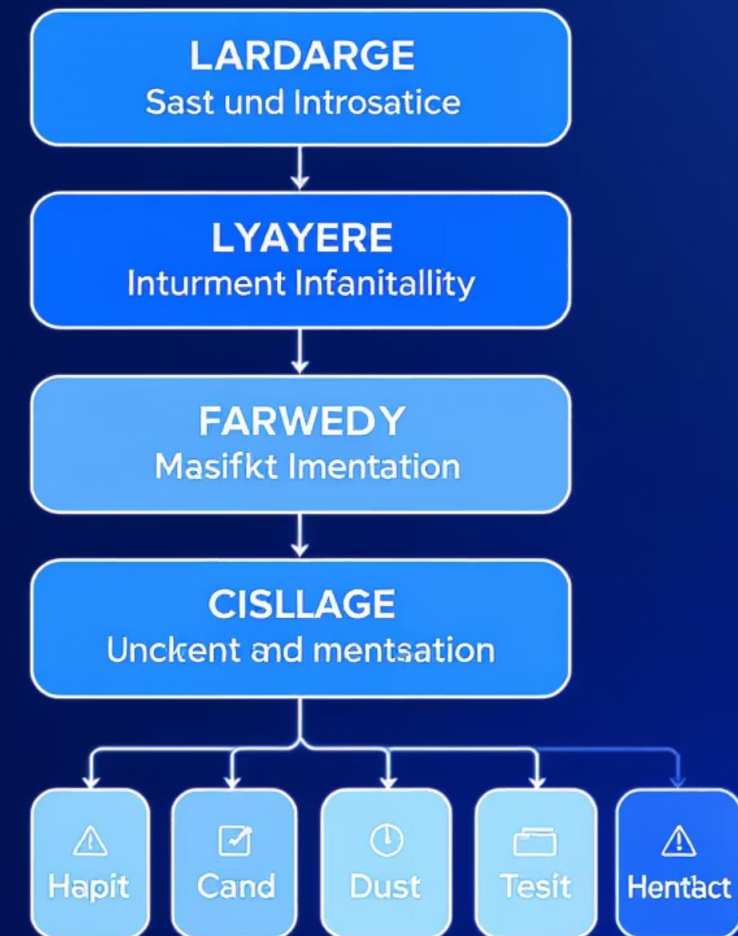 LARDARGE
Sast und Introsatice
LYAYERE
Inturment Infanitallity
FARWEDY
Masifkt Imentation
CISLLAGE
Unckent and mentsation
Hapit
Cand
Dust
Tesit
Hentact